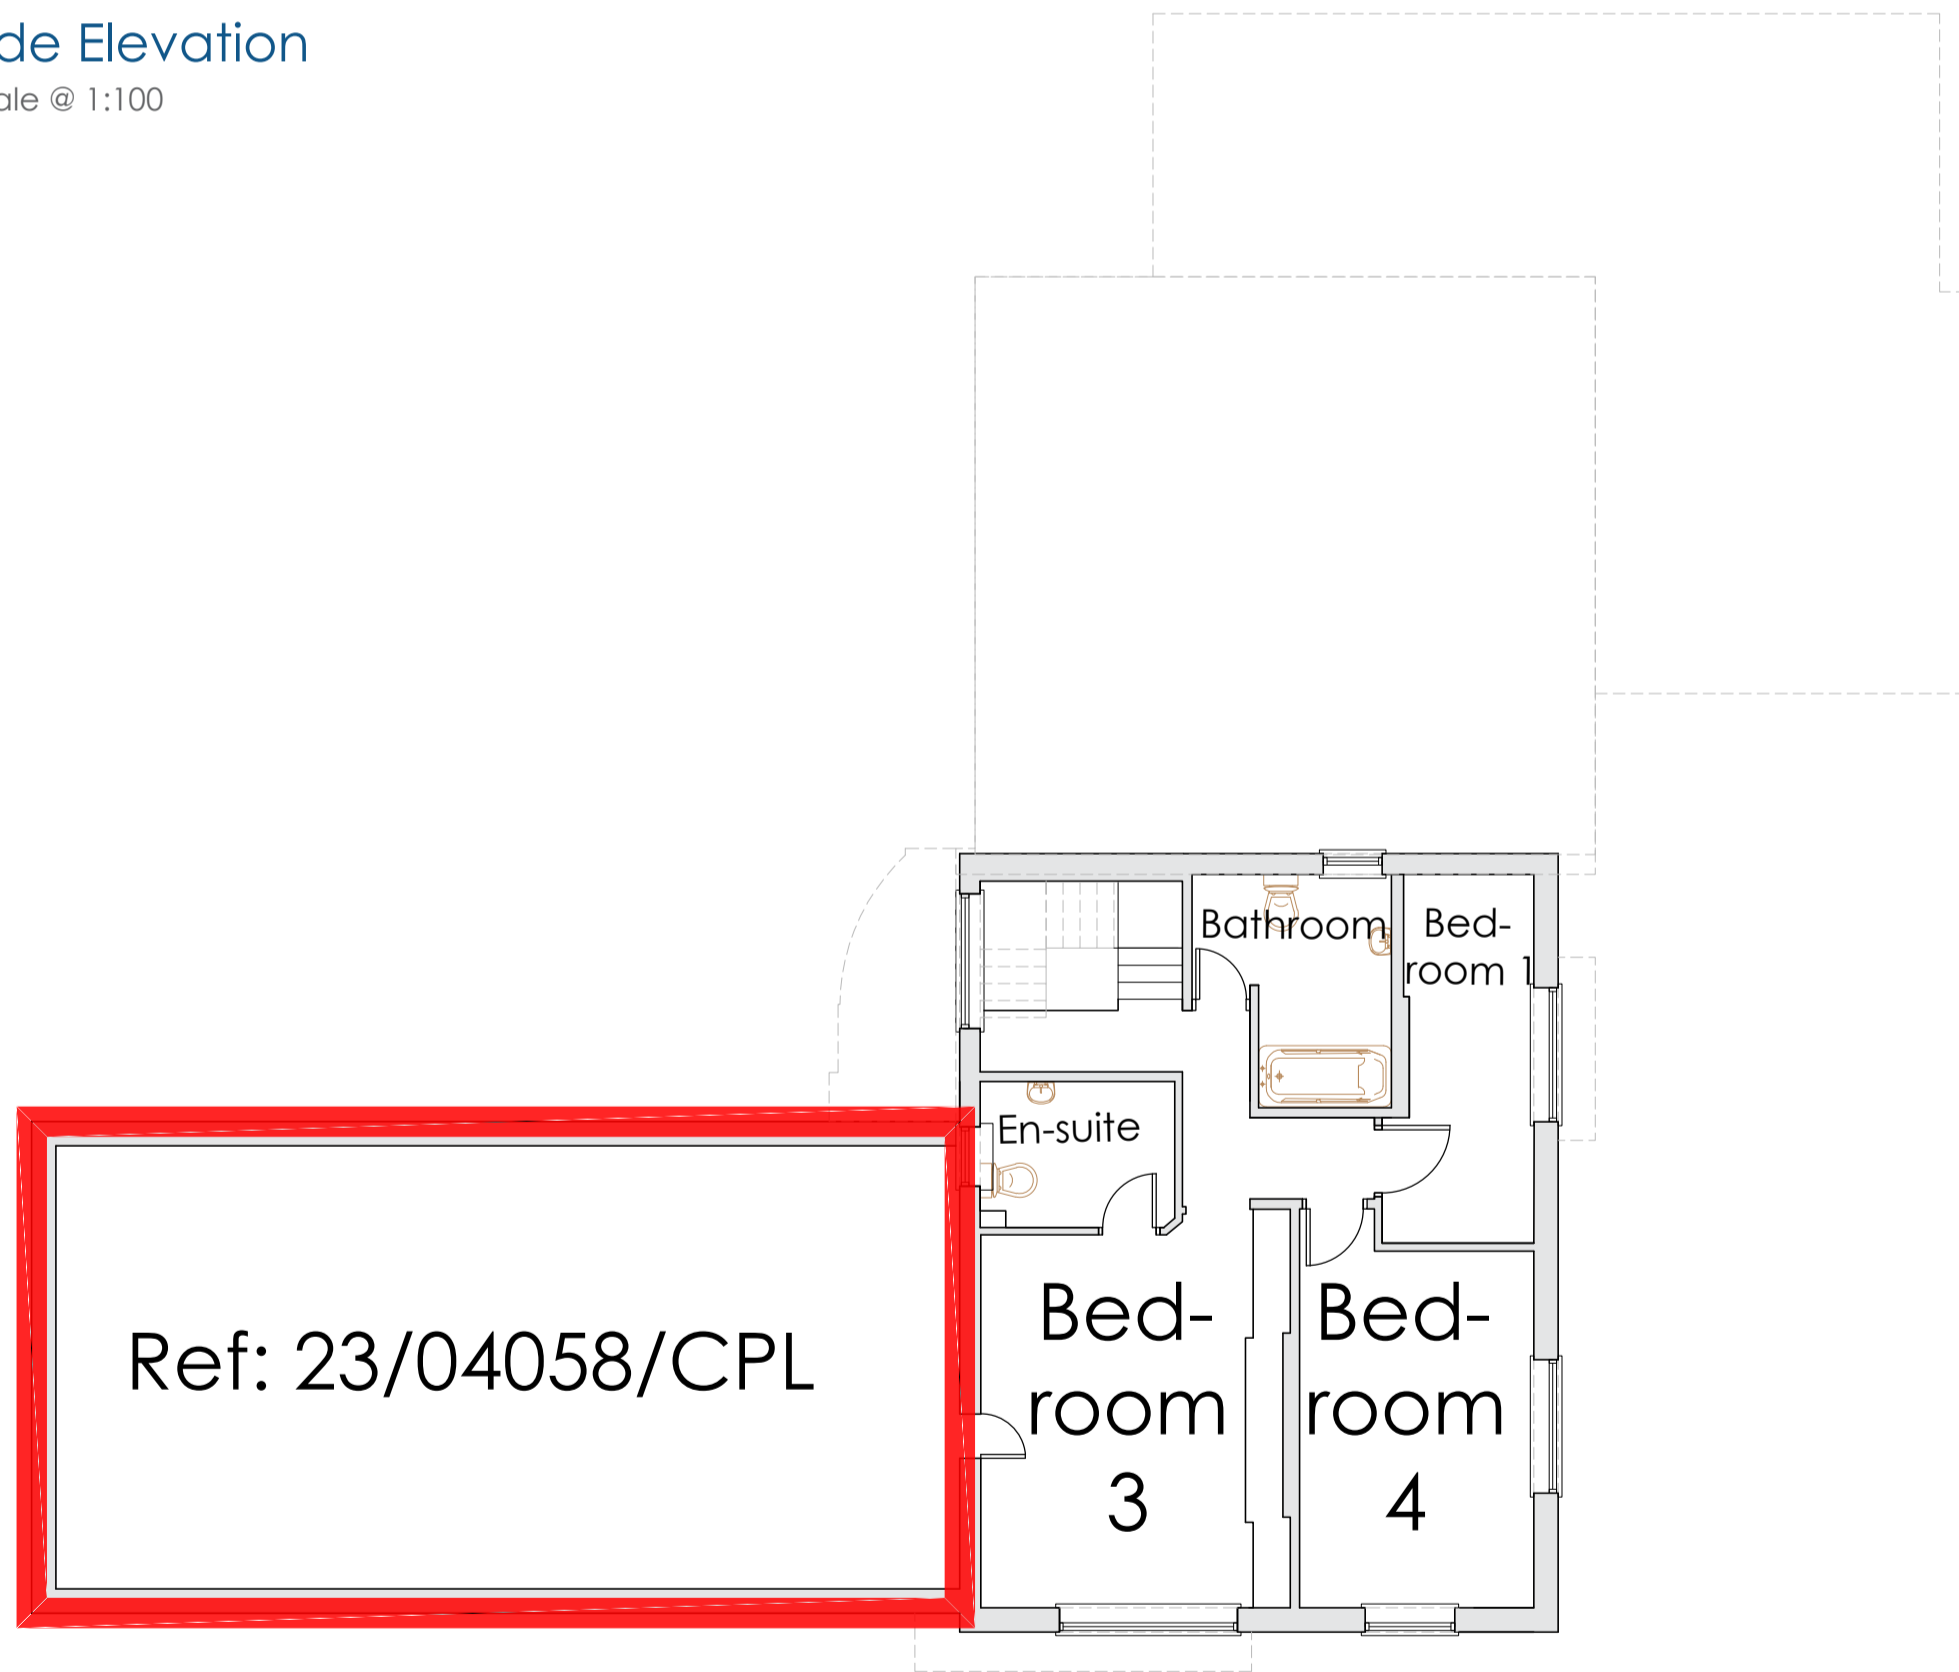 de Elevation
ale @ 1:100
Bathroom
Bed-
room 1
En-suite
Ref: 23/04058/CPL
Bed-
room
3
Bed-
room
4